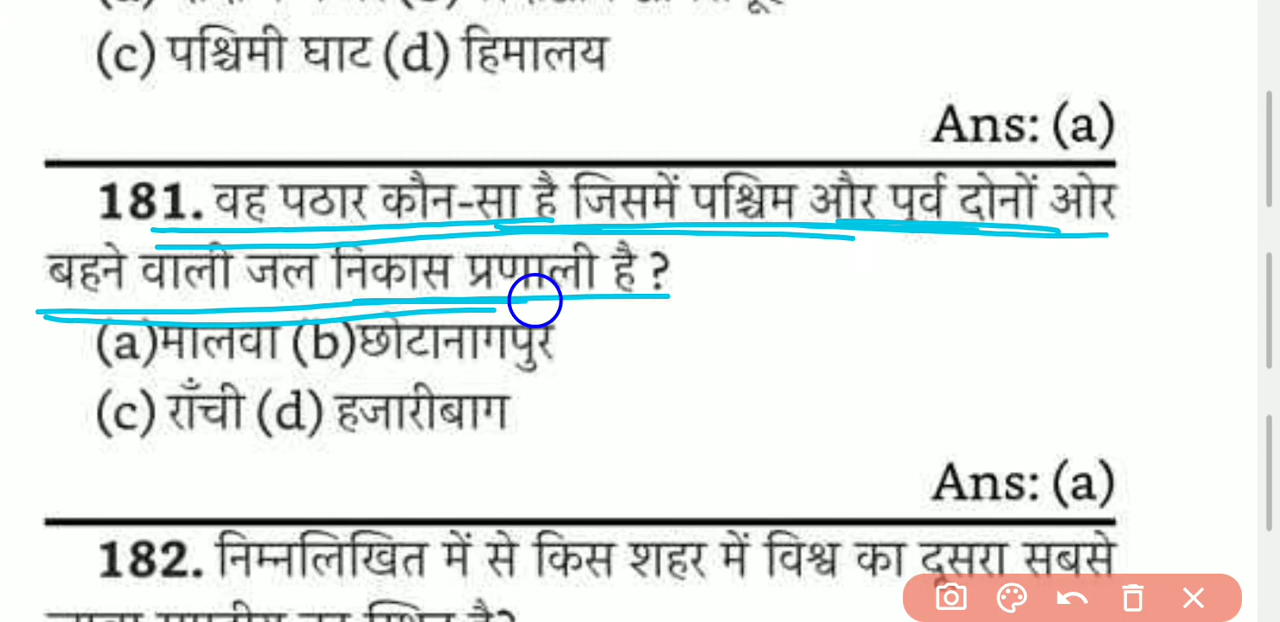 (c) पश्चिमी घाट (d) हिमालय
Ans: (a)
181. वह पठार कौन-सा है जिसमें पश्चिम और पूर्व दोनों ओर
बहने वाली जल निकास प्रणाली है ?
(a)मालवा (b)छोटानागपुर
(c) राँची (d) हजारीबाग
Ans: (a)
182. निम्नलिखित में से किस शहर में विश्व का दूसरा सबसे